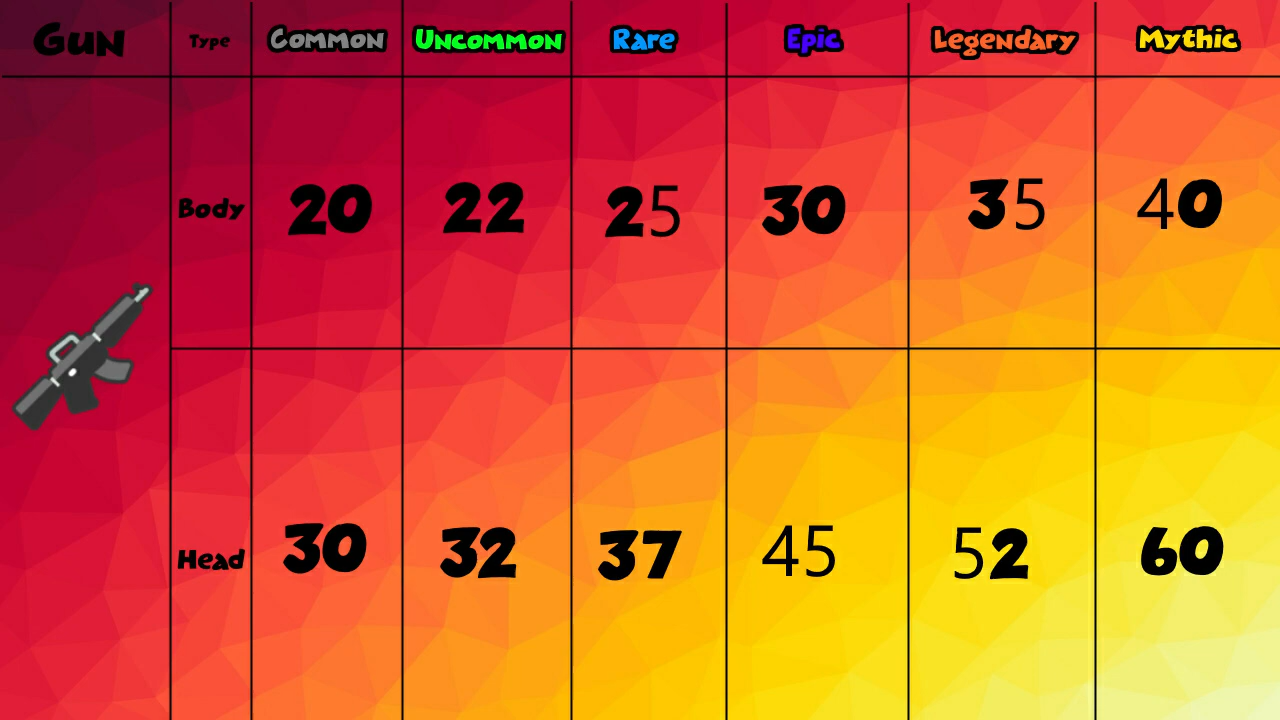 Gun Type Common Uncommon Rare Epic Legendary Mythic
Body 20 22 25 30 35 40
Head 30 32 37 45 52 60